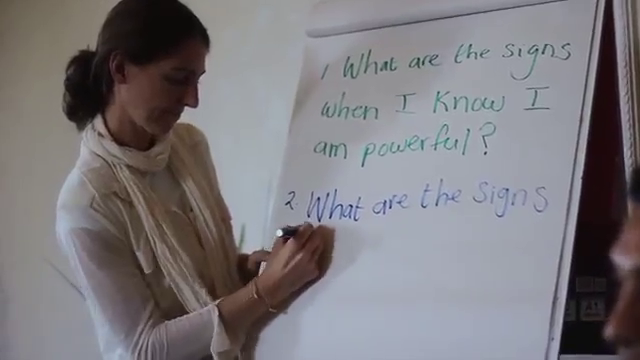 1 What are the signs
when I know I
am powerful?
2. What are the signs